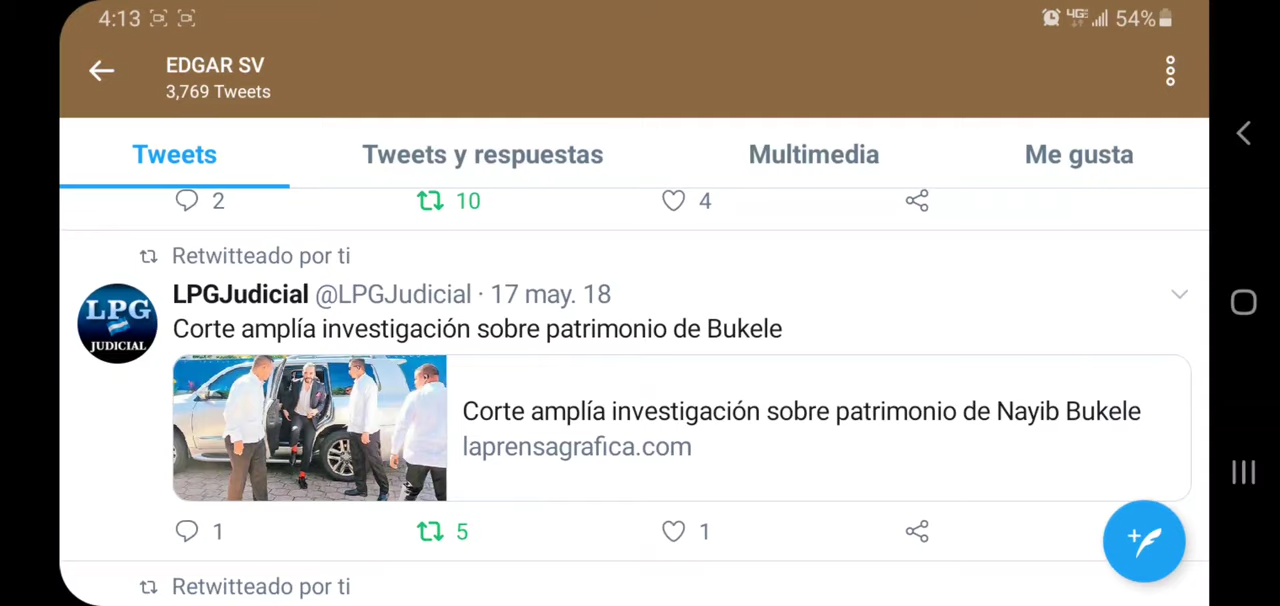 4:13
4GE 54%
EDGAR SV
3,769 Tweets
Tweets
Tweets y respuestas
Multimedia
Me gusta
2
10
4
Retwitteado por ti
LPGJudicial @LPGJudicial · 17 may. 18
Corte amplía investigación sobre patrimonio de Bukele
LPG
JUDICIAL
Corte amplía investigación sobre patrimonio de Nayib Bukele
laprensagrafica.com
1
5
1
Retwitteado por ti